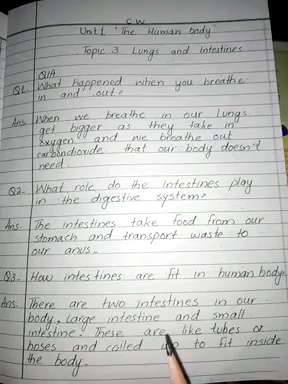 C.W
Unit 1 "The Human body"
Topic 3 Lungs and Intestines
Q/A
Q1. What happened when you breathe
in and out?
Ans. When we breathe in our lungs
get bigger as they take in
oxygen and we breathe out
carbondioxide that our body doesn't
need.
Q2- What role do the intestines play
in the digestive system?
Ans. The intestines take food from our
stomach and transport waste to
our anus.
Q3- How intestines are fit in human body.
Ans: There are two intestines in our
body, large intestine and small
intestine. These are like tubes or
hoses and coiled up to fit inside
the body.